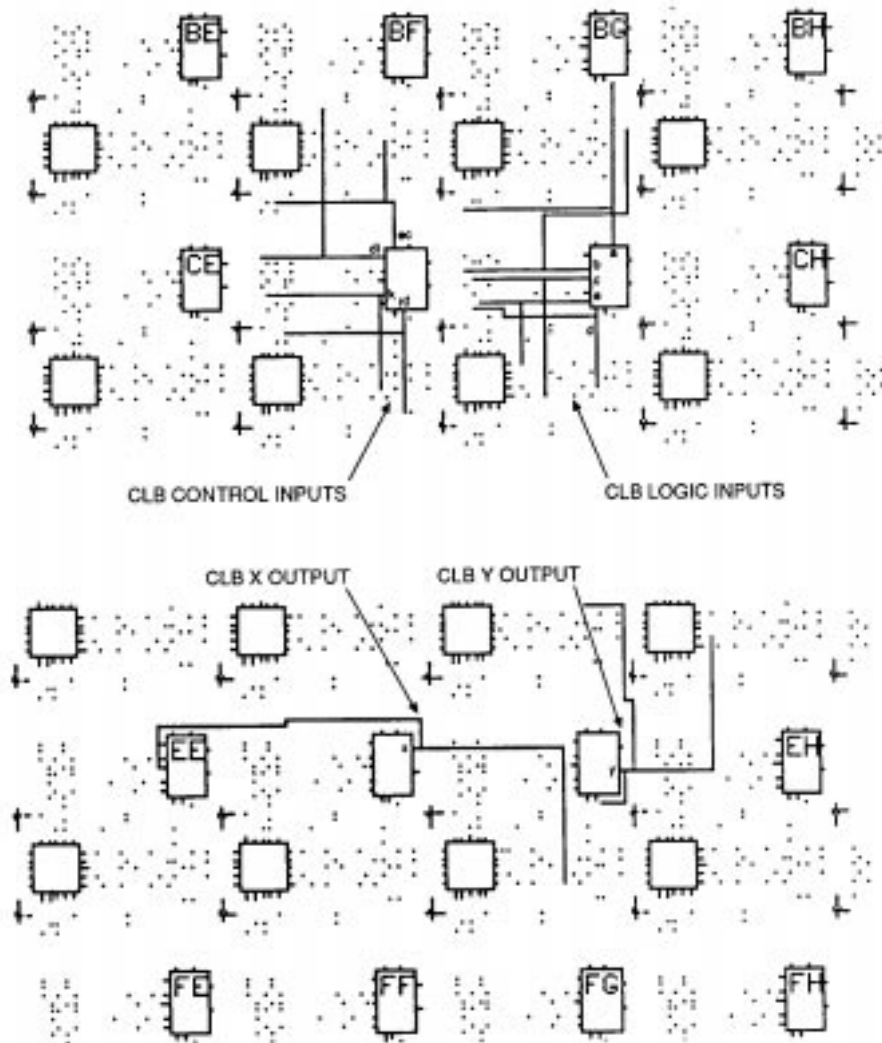 BE BF BG BH
CE CH
CLB CONTROL INPUTS
CLB LOGIC INPUTS
CLB X OUTPUT
CLB Y OUTPUT
EE EH
FE FF FG FH